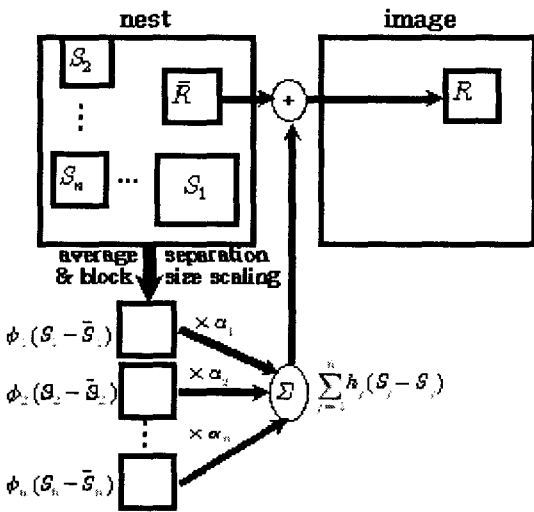 nest image
S₂
R̄ + R
⋮
Sₙ ... S₁
average separation
& block size scaling
ϕ₁(S₁ − S̄₁) × α₁
ϕ₂(S₂ − S̄₂) × α₂ Σ
⋮ × αₙ
ϕₙ(Sₙ − S̄ₙ)